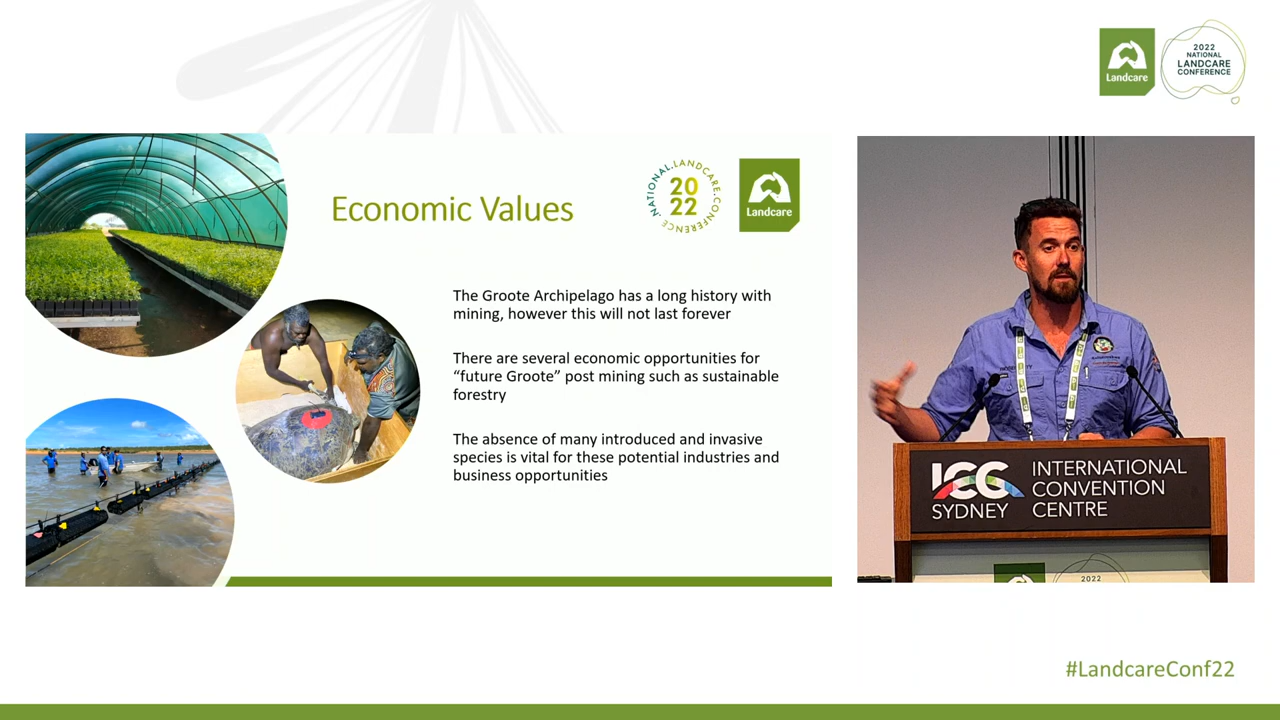 Landcare
2022
NATIONAL
LANDCARE
CONFERENCE
Economic Values
NATIONAL.LANDCARE.CONFERENCE.
20
22
Landcare
The Groote Archipelago has a long history with
mining, however this will not last forever
There are several economic opportunities for
“future Groote” post mining such as sustainable
forestry
The absence of many introduced and invasive
species is vital for these potential industries and
business opportunities
ICC
SYDNEY
INTERNATIONAL
CONVENTION
CENTRE
2022
#LandcareConf22